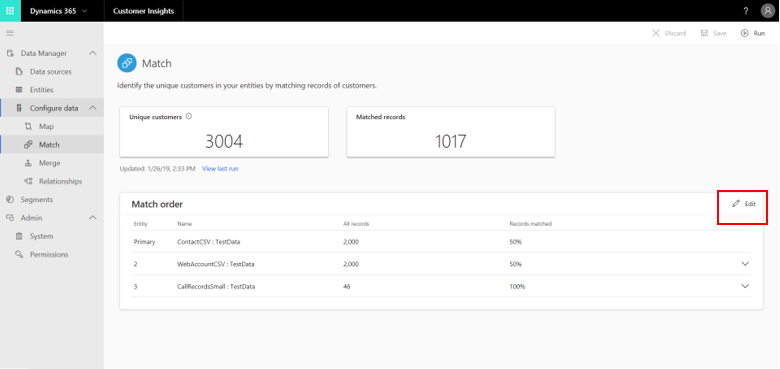 Dynamics 365 Customer Insights ?
Discard Save Run
Data Manager
Data sources
Entities
Configure data
Map
Match
Merge
Relationships
Segments
Admin
System
Permissions
Match
Identify the unique customers in your entities by matching records of customers.
Unique customers
3004
Matched records
1017
Updated: 1/26/19, 2:33 PM View last run
Match order Edit
Entity Name All records Records matched
Primary ContactCSV : TestData 2,000 50%
2 WebAccountCSV : TestData 2,000 50%
3 CallRecordsSmall : TestData 46 100%